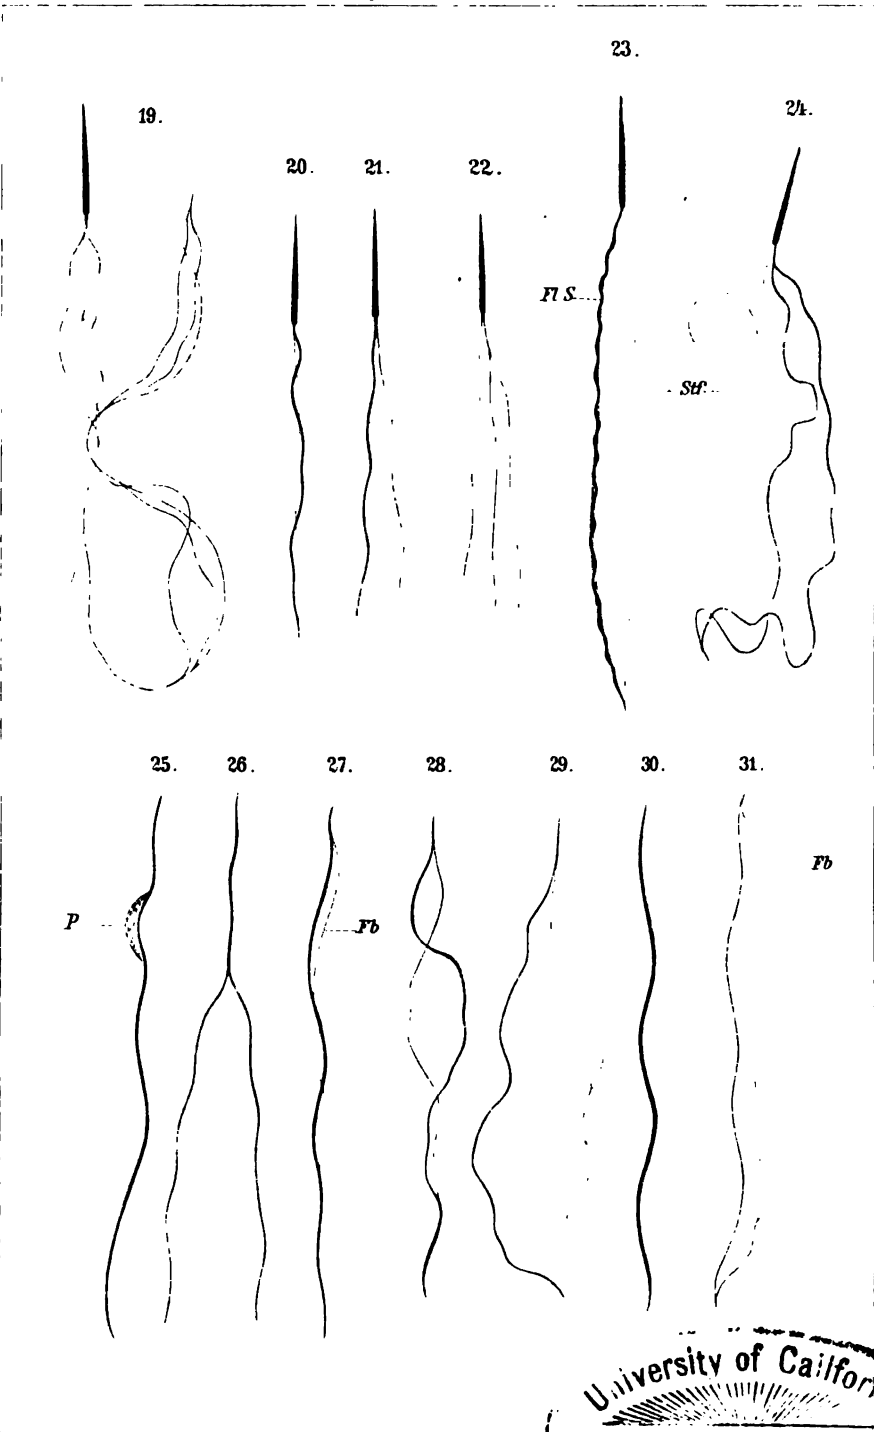 23.
19.
24.
20.
21.
22.
Fl S.
Stf.
25.
26.
27.
28.
29.
30.
31.
Fb
P
Fb
University of Califor